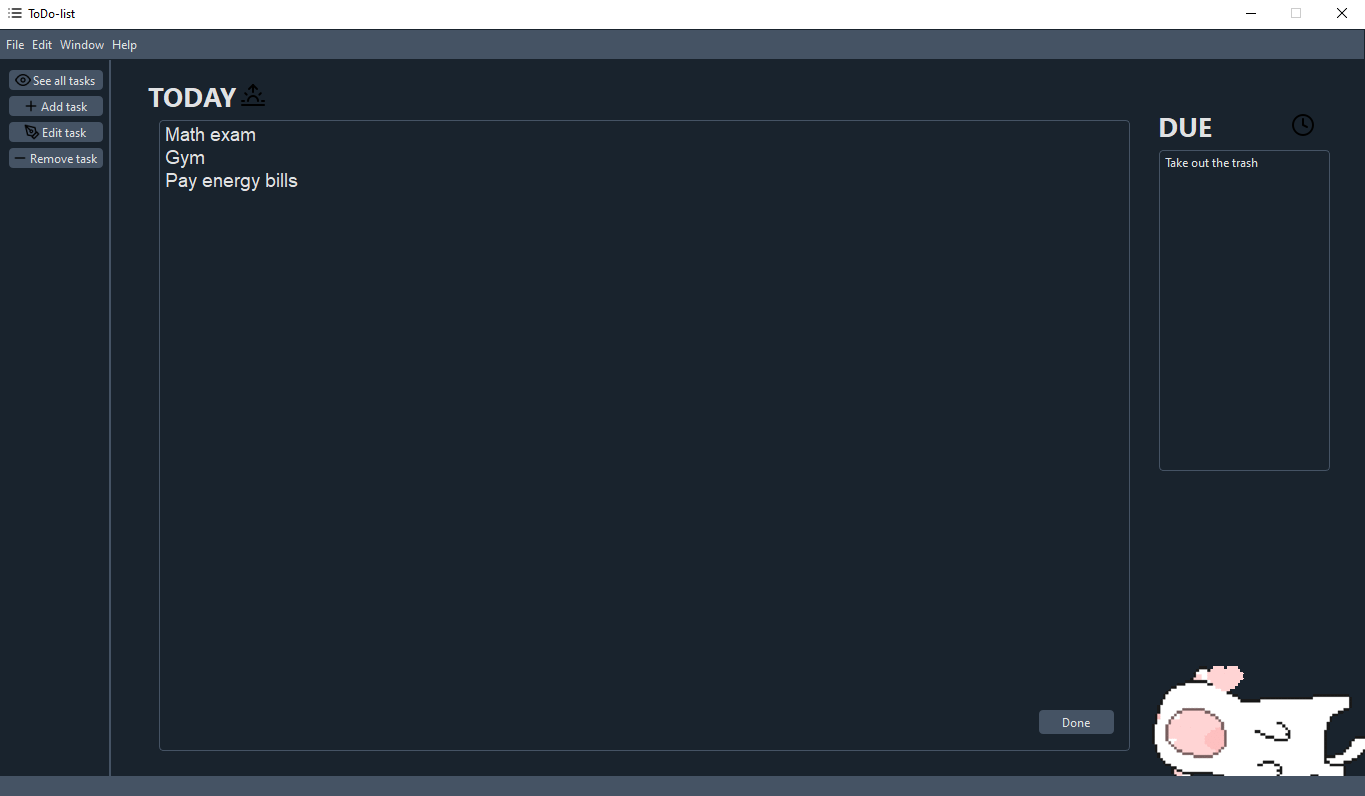 ToDo-list
File Edit Window Help
See all tasks
Add task
Edit task
Remove task
TODAY
Math exam
Gym
Pay energy bills
Done
DUE
Take out the trash